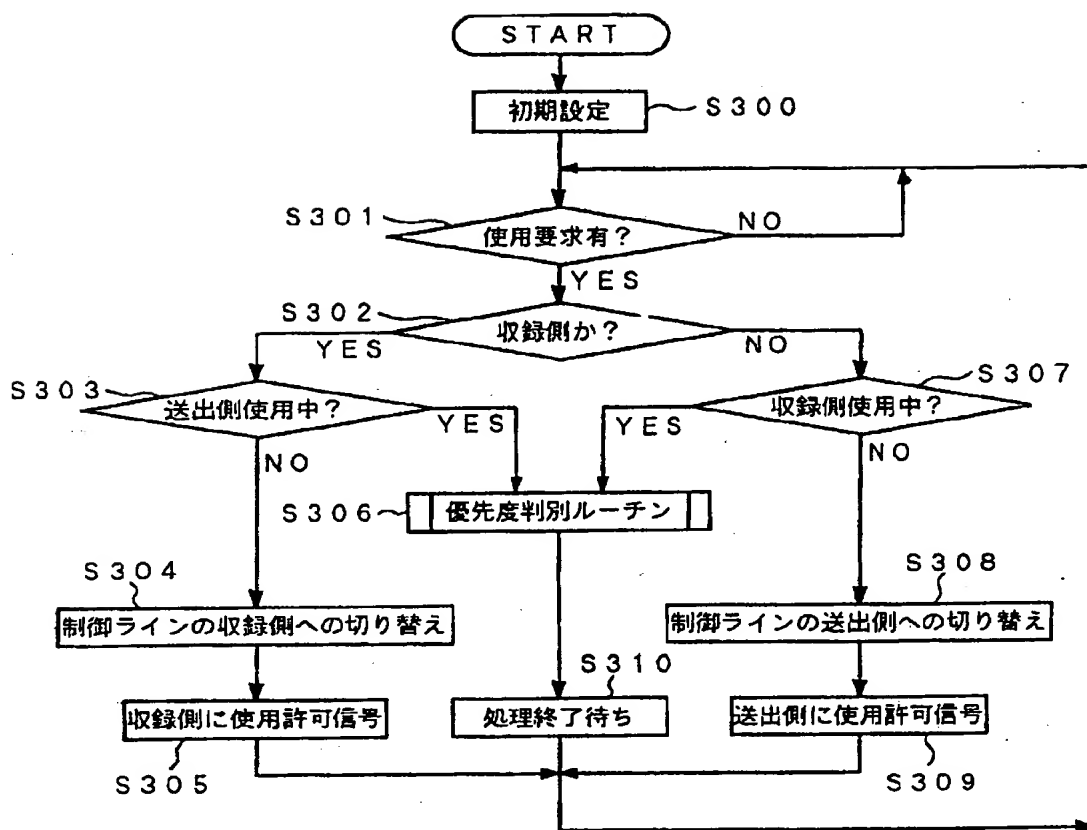 START
初期設定
S300
S301
使用要求有?
NO
YES
S302
収録側か?
YES
NO
S303
送出側使用中?
YES
NO
S307
収録側使用中?
YES
NO
S306
優先度判別ルーチン
S304
制御ラインの収録側への切り替え
S308
制御ラインの送出側への切り替え
収録側に使用許可信号
S305
S310
処理終了待ち
送出側に使用許可信号
S309